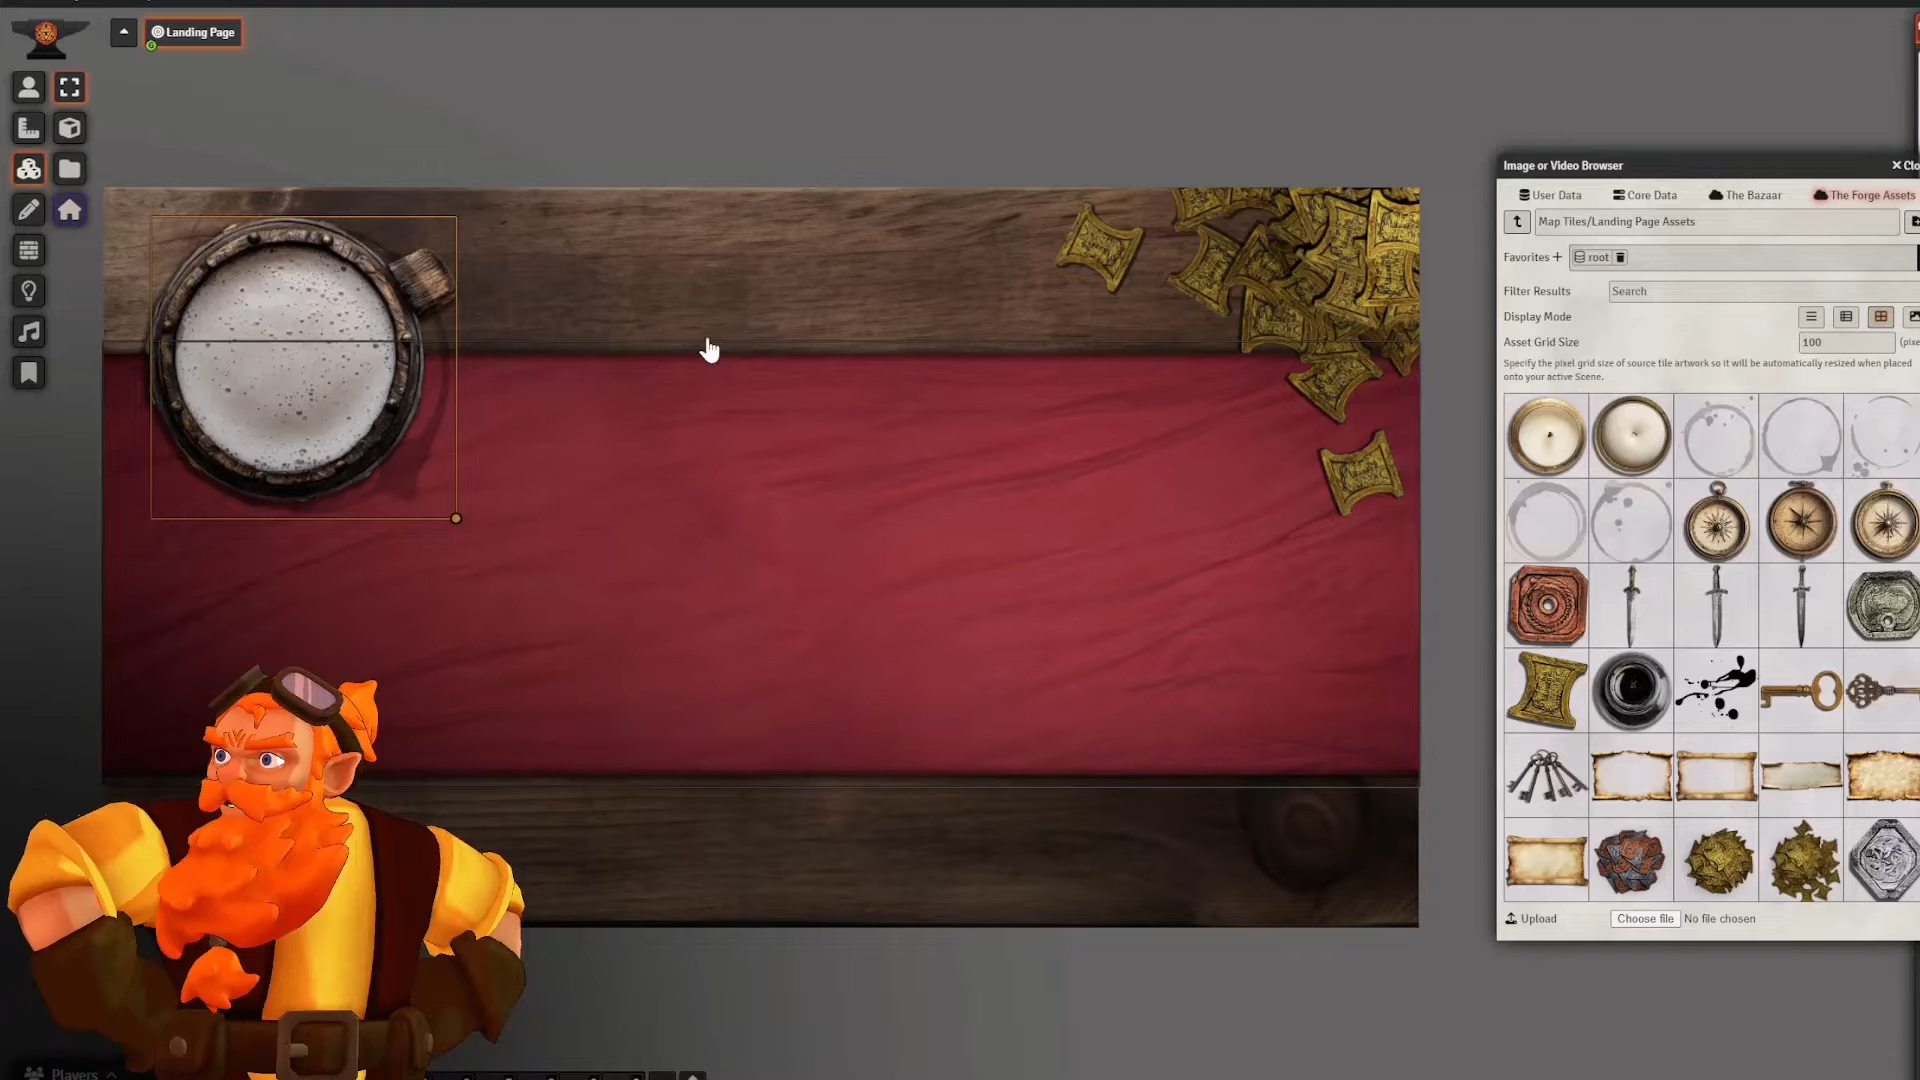 Landing Page
G
Image or Video Browser
Clo
User Data
Core Data
The Bazaar
The Forge Assets
Map Tiles/Landing Page Assets
Favorites
root
Filter Results
Search
Display Mode
Asset Grid Size
100
(pixe
Specify the pixel grid size of source tile artwork so it will be automatically resized when placed
onto your active Scene.
Upload
Choose file
No file chosen
Players